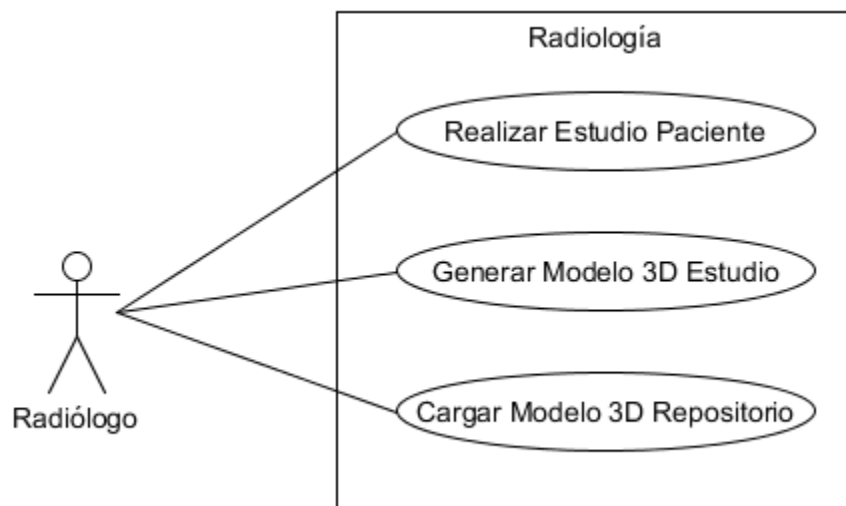 Radiología
Realizar Estudio Paciente
Generar Modelo 3D Estudio
Cargar Modelo 3D Repositorio
Radiólogo